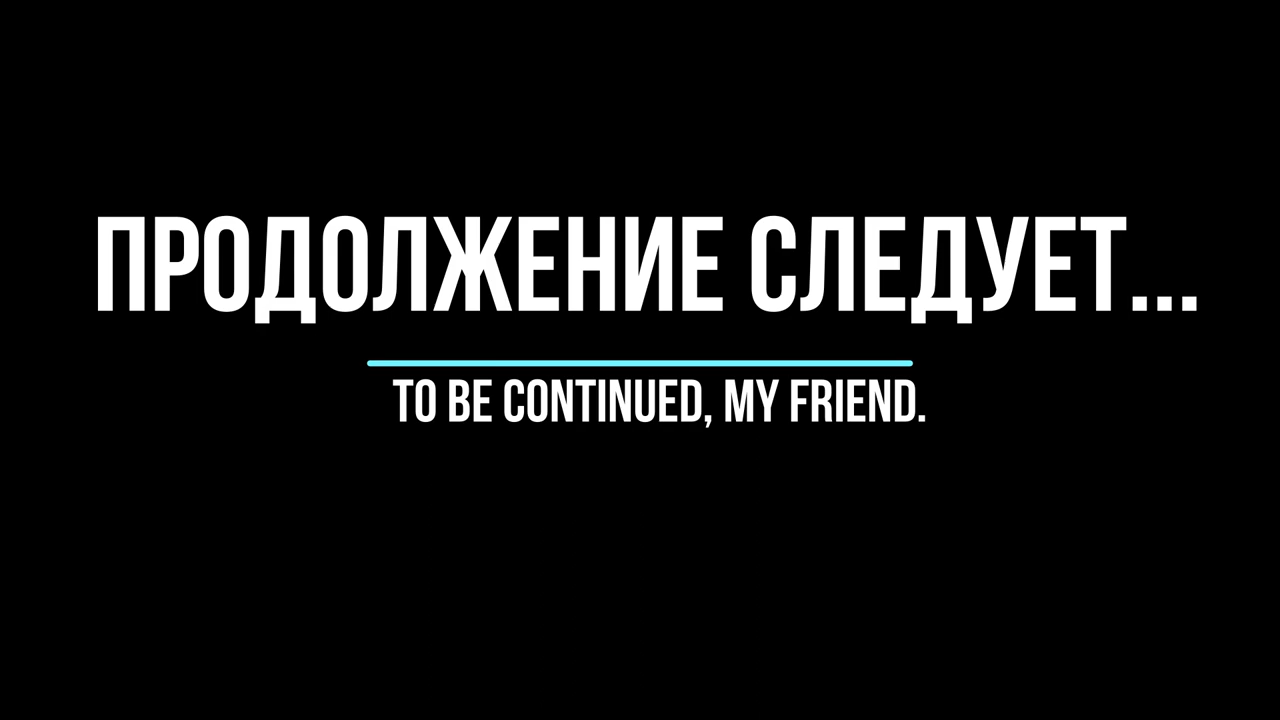 ПРОДОЛЖЕНИЕ СЛЕДУЕТ...
TO BE CONTINUED, MY FRIEND.